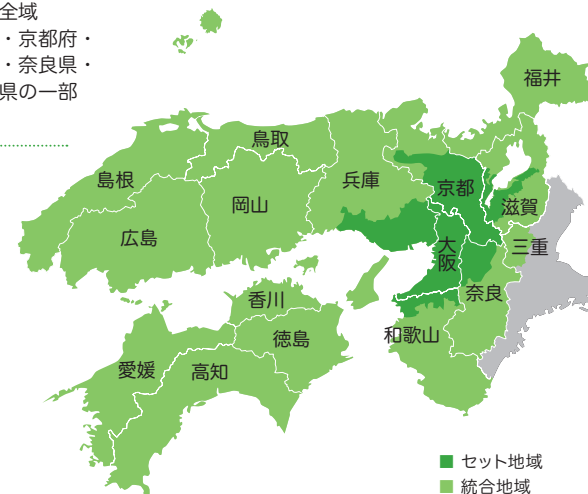 全域
・京都府・
・奈良県・
県の一部
福井
鳥取
兵庫
京都
島根
岡山
滋賀
広島
大阪
三重
奈良
香川
和歌山
徳島
愛媛
高知
セット地域
統合地域